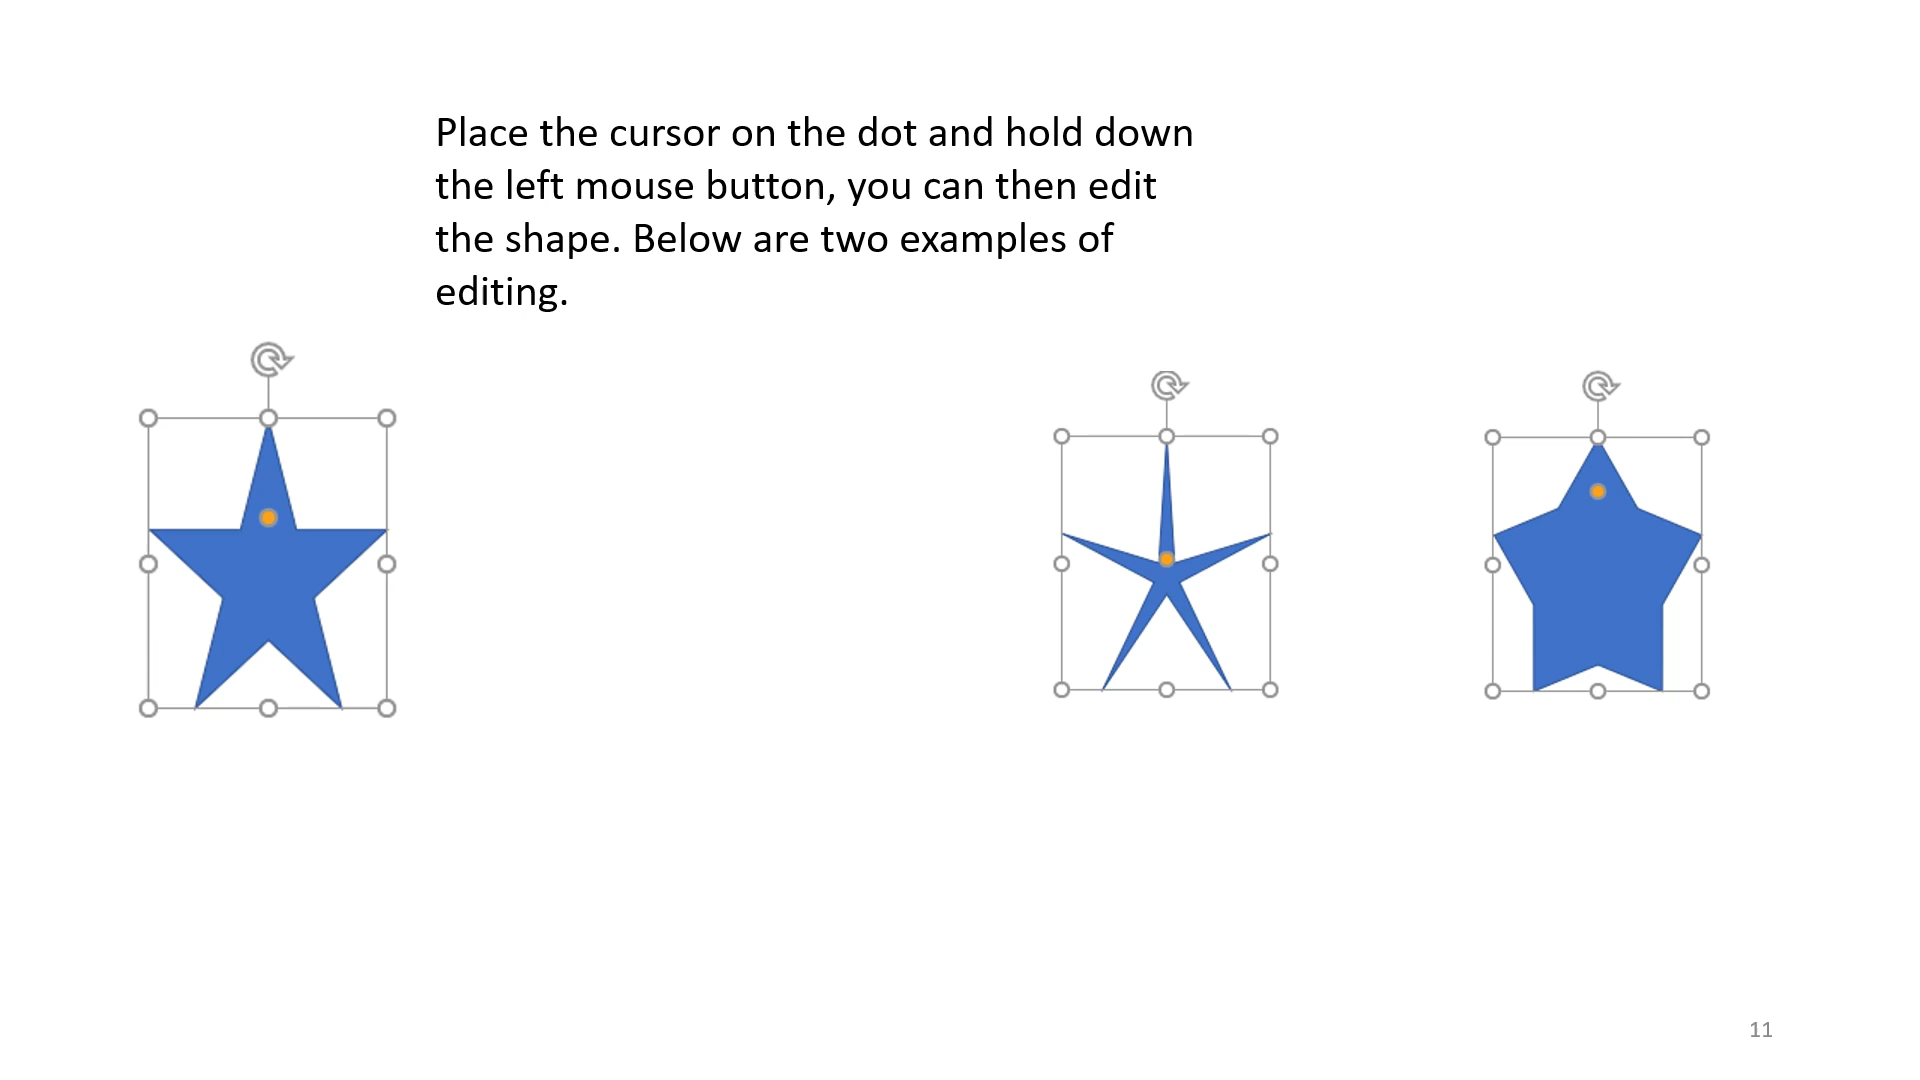 Place the cursor on the dot and hold down
the left mouse button, you can then edit
the shape. Below are two examples of
editing.
11